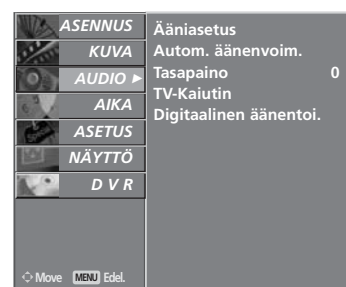 ASENNUS
KUVA
AUDIO ►
AIKA
ASETUS
NÄYTTÖ
D V R
Ääniasetus
Autom. äänenvoim.
Tasapaino 0
TV-Kaiutin
Digitaalinen äänentoi.
Move MENU Edel.